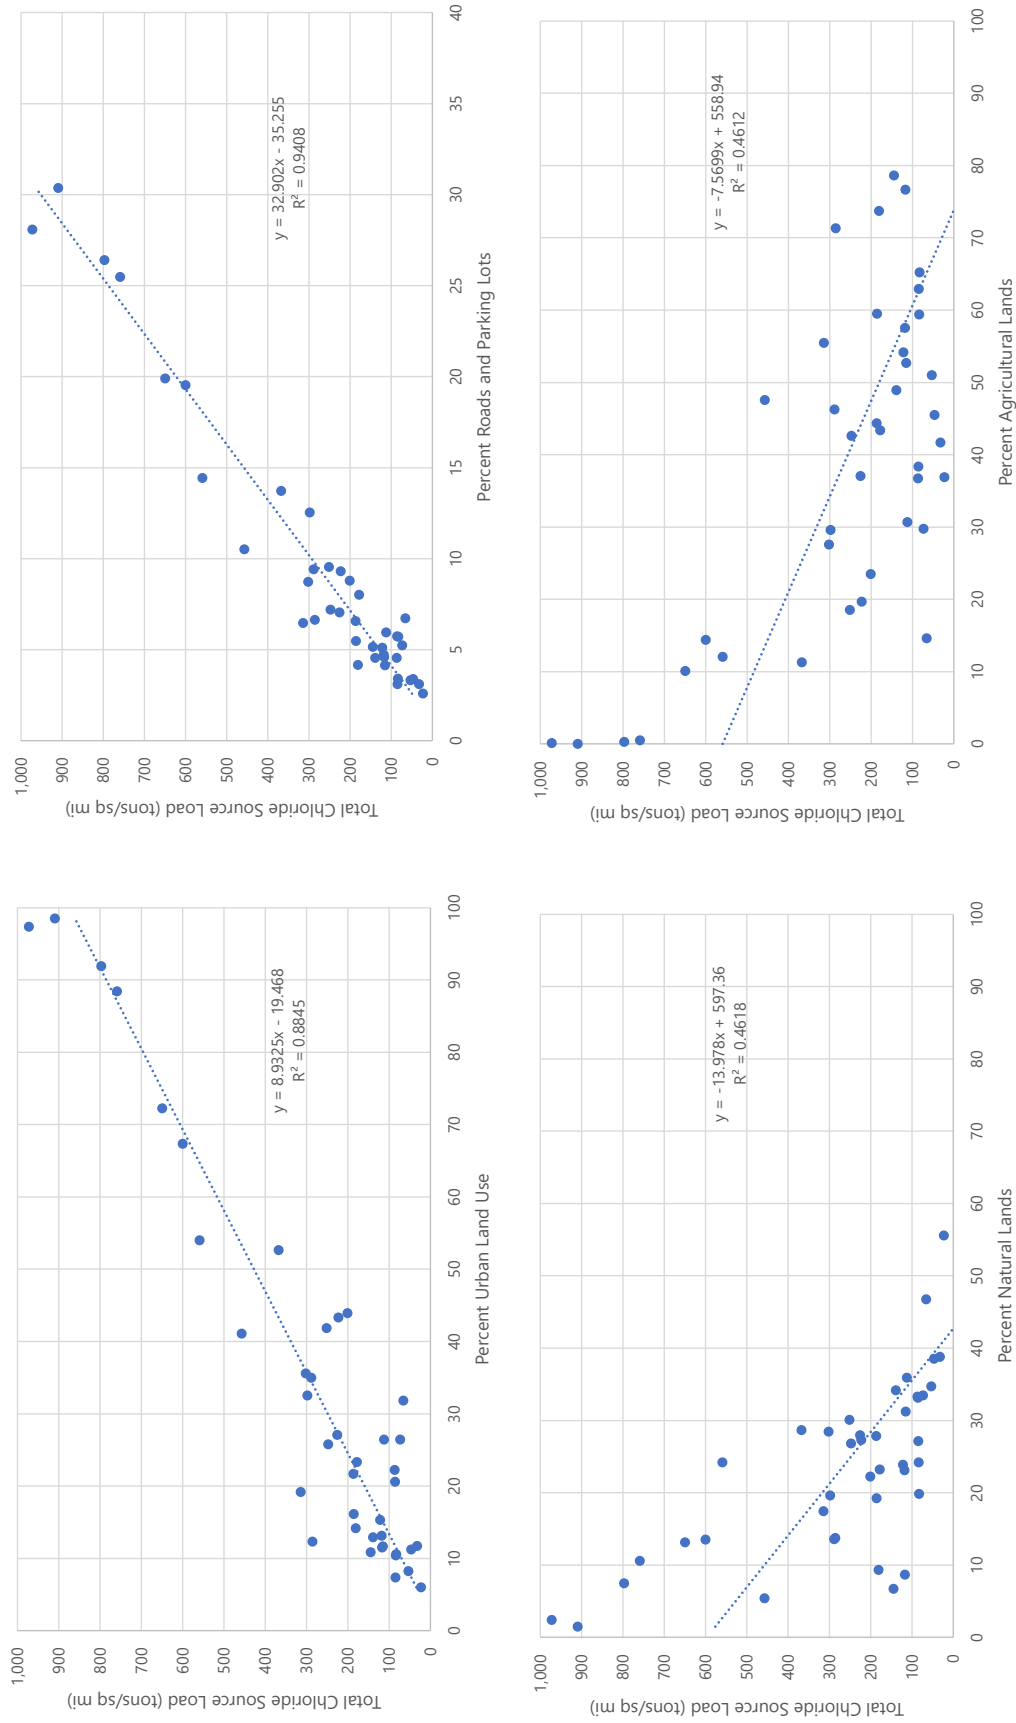 Total Chloride Source Load (tons/sq mi)
1,000
900
800
700
600
500
400
300
200
100
0
y = 8.9325x - 19.468
R² = 0.8845
0 10 20 30 40 50 60 70 80 90 100
Percent Urban Land Use
Total Chloride Source Load (tons/sq mi)
1,000
900
800
700
600
500
400
300
200
100
0
y = 32.902x - 35.255
R² = 0.9408
0 5 10 15 20 25 30 35 40
Percent Roads and Parking Lots
Total Chloride Source Load (tons/sq mi)
1,000
900
800
700
600
500
400
300
200
100
0
y = -13.978x + 597.36
R² = 0.4618
0 10 20 30 40 50 60 70 80 90 100
Percent Natural Lands
Total Chloride Source Load (tons/sq mi)
1,000
900
800
700
600
500
400
300
200
100
0
y = -7.5699x + 558.94
R² = 0.4612
0 10 20 30 40 50 60 70 80 90 100
Percent Agricultural Lands